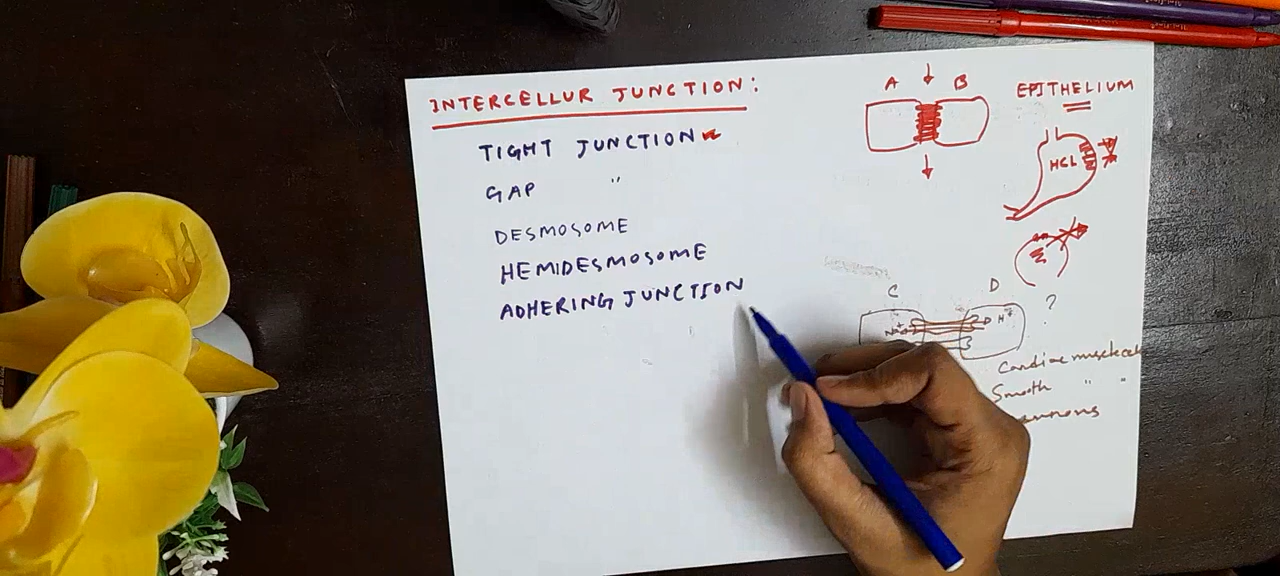 INTERCELLUR JUNCTION:
TIGHT JUNCTION
GAP "
DESMOSOME
HEMIDESMOSOME
ADHERING JUNCTION
A B
EPITHELIUM
HCL
C D
H+
?
Cardiac muscle
Smooth " "